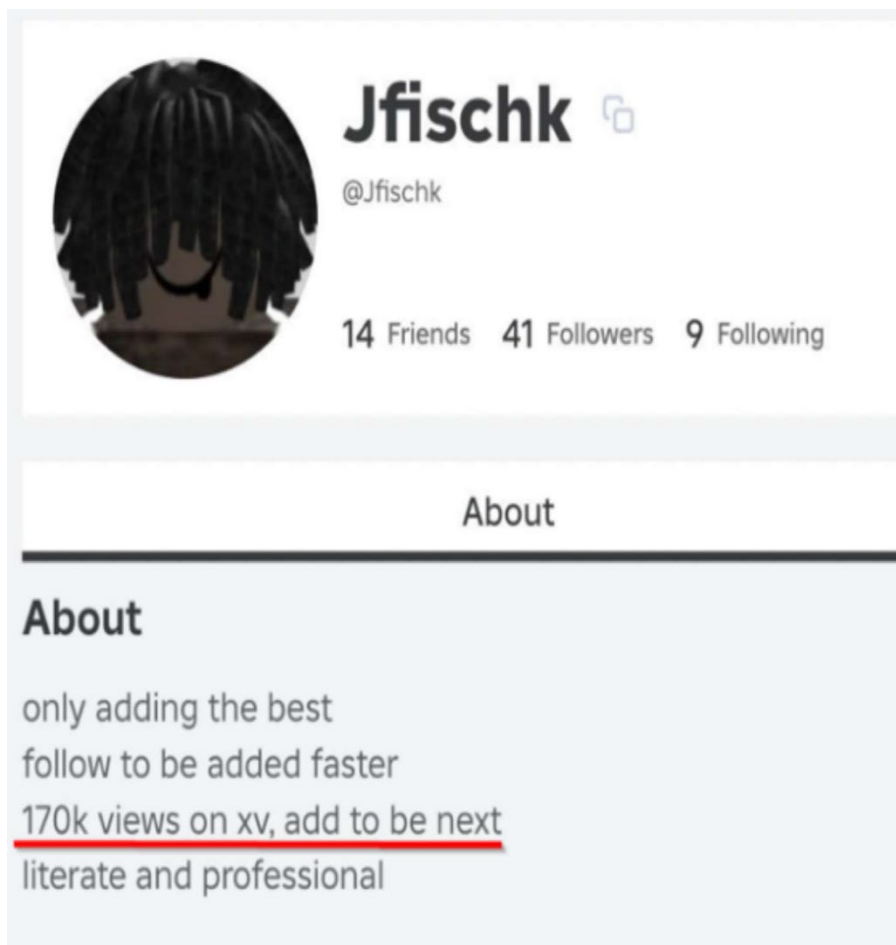 Jfischk
@Jfischk
14 Friends 41 Followers 9 Following
About
About
only adding the best
follow to be added faster
170k views on xv, add to be next
literate and professional